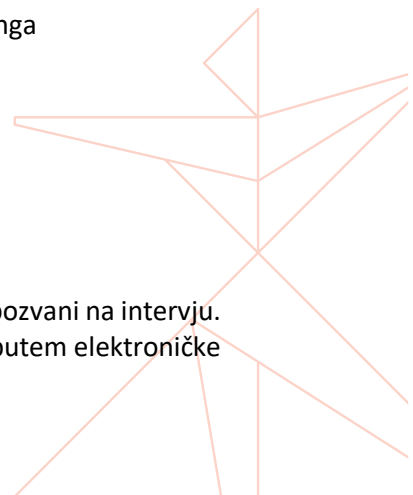 nga
pozvani na intervju.
putem elektroničke